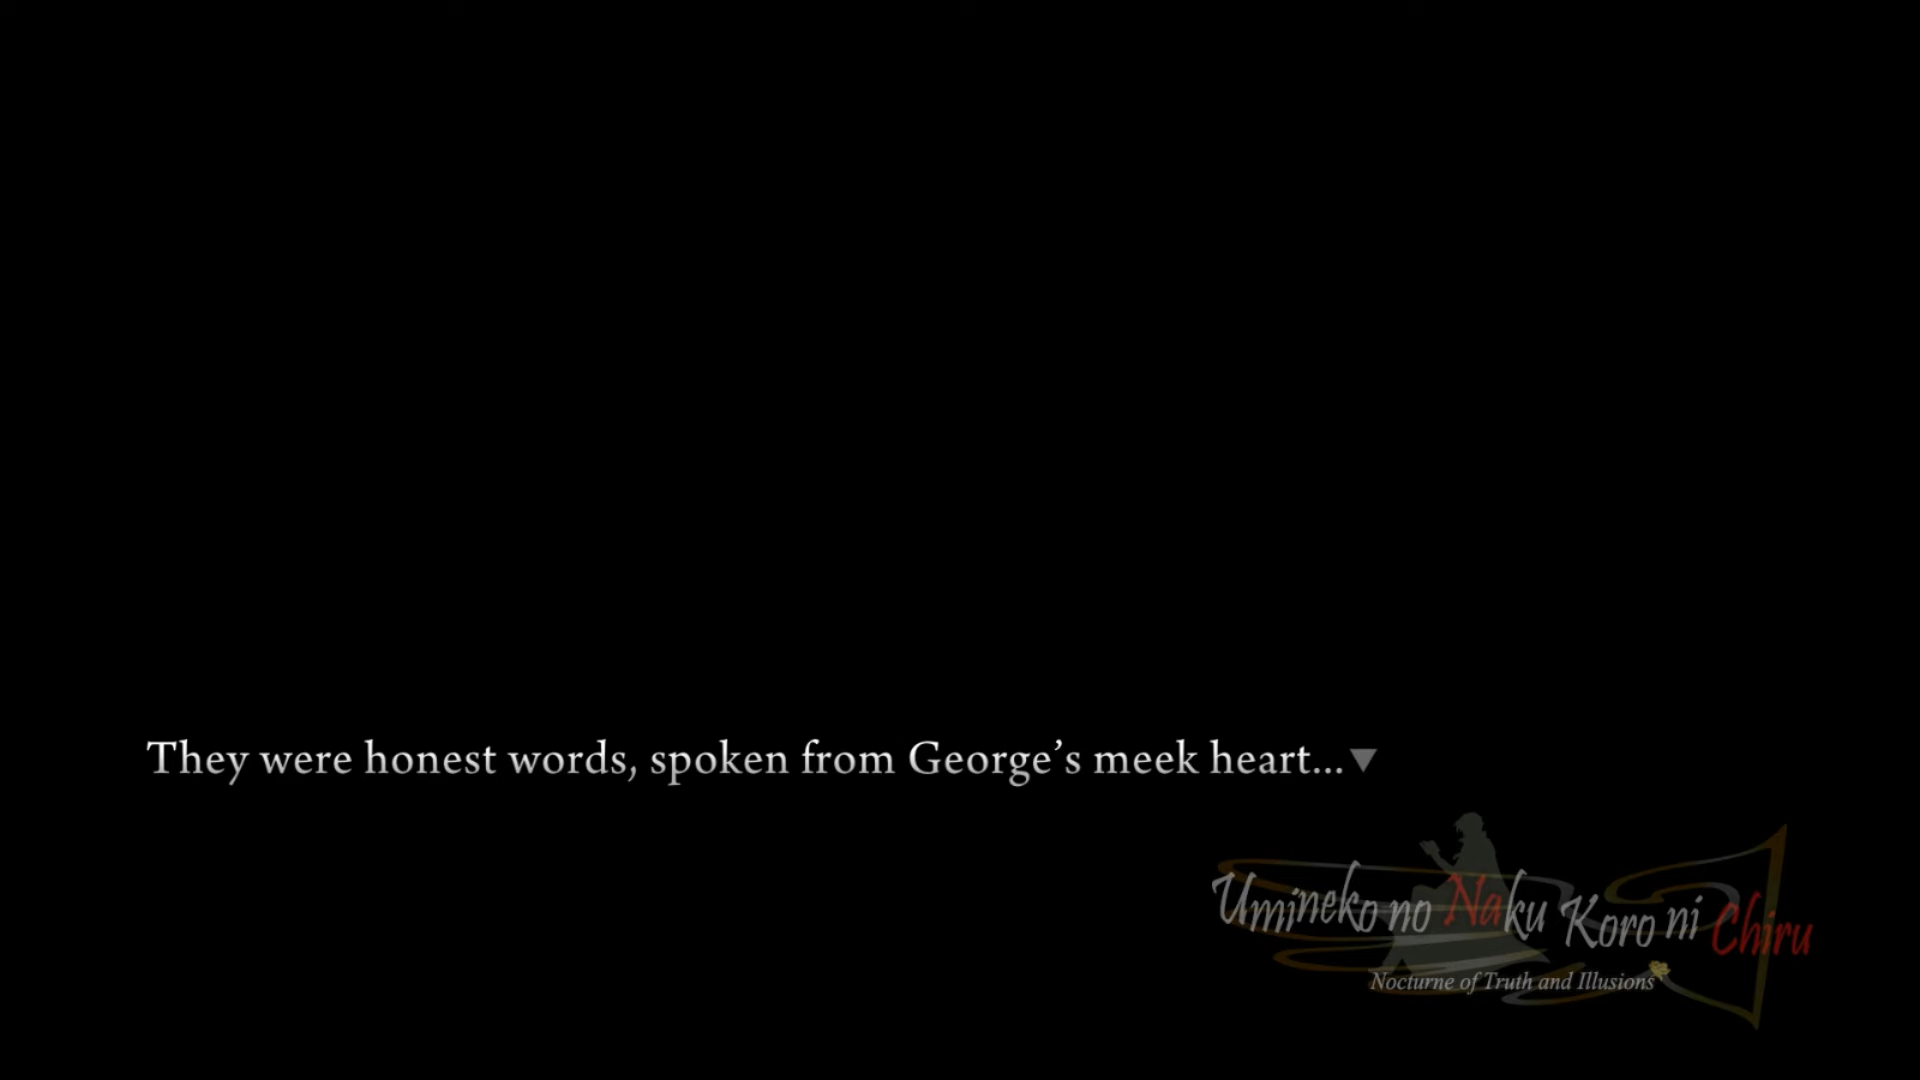 They were honest words, spoken from George’s meek heart...
Umineko no Naku Koro ni Chiru
Nocturne of Truth and Illusions